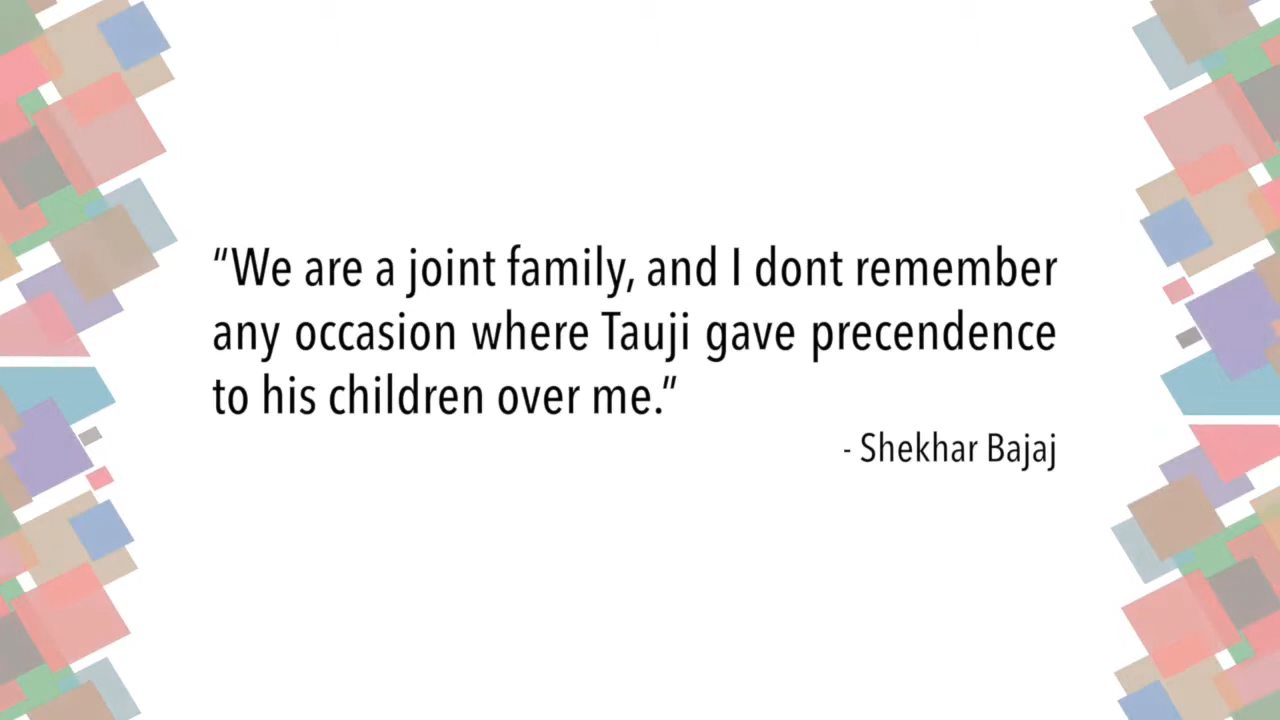 “We are a joint family, and I dont remember
any occasion where Tauji gave precendence
to his children over me.”
- Shekhar Bajaj